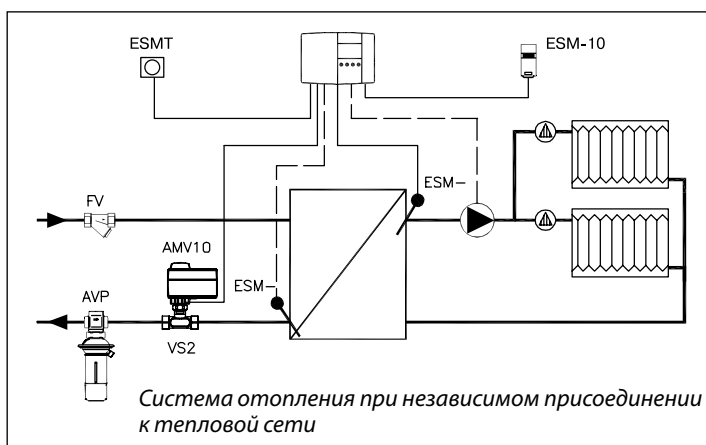 ESMT
ESM-10
FV
ESM-
AMV10
ESM-
AVP
VS2
Система отопления при независимом присоединении
к тепловой сети